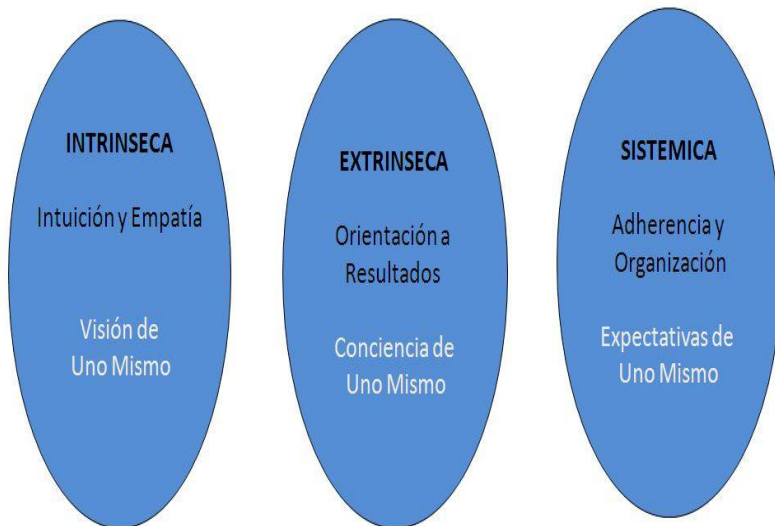 INTRINSECA
Intuición y Empatía
Visión de
Uno Mismo
EXTRINSECA
Orientación a
Resultados
Conciencia de
Uno Mismo
SISTEMICA
Adherencia y
Organización
Expectativas de
Uno Mismo